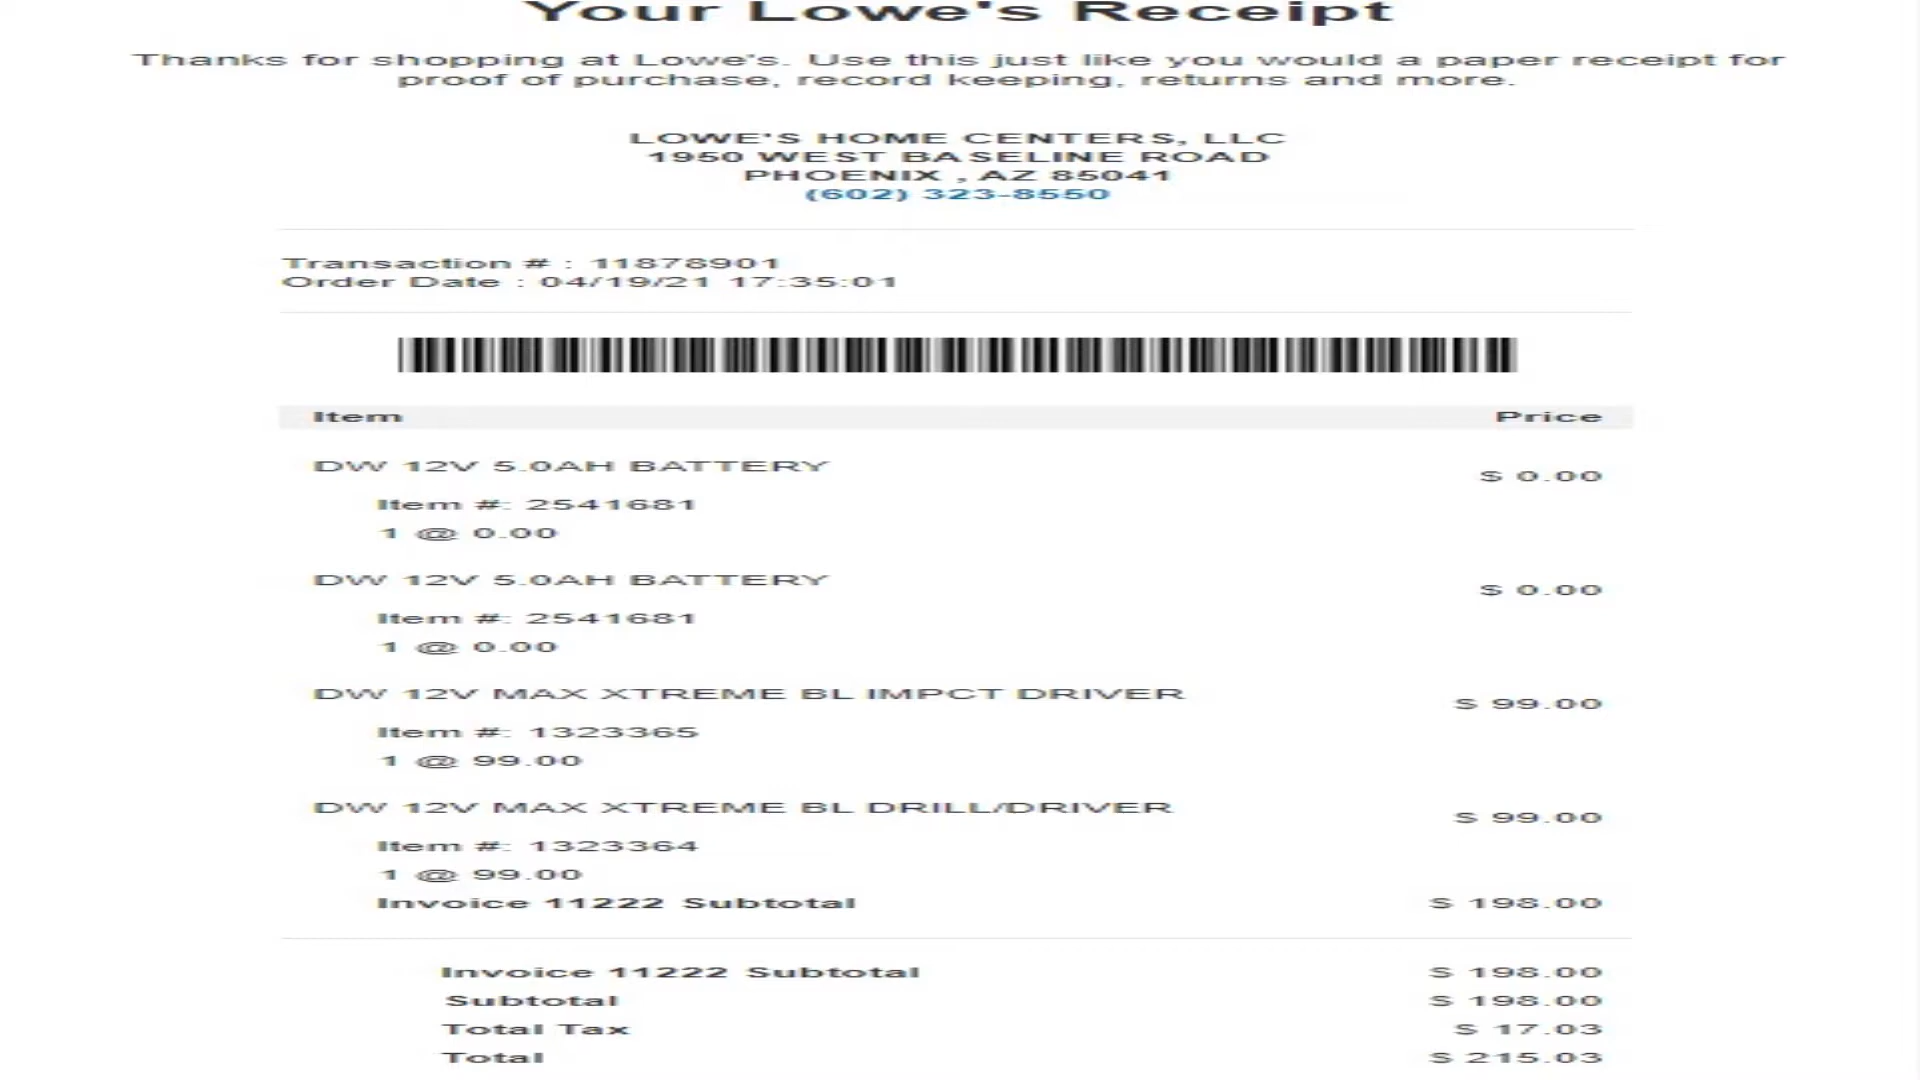 Your Lowe's Receipt
Thanks for shopping at Lowe's. Use this just like you would a paper receipt for
proof of purchase, record keeping, returns and more.
LOWE'S HOME CENTERS, LLC
1950 WEST BASELINE ROAD
PHOENIX , AZ 85041
(602) 323-8550
Transaction # : 11878901
Order Date : 04/19/21 17:35:01
Item Price
DW 12V 5.0AH BATTERY $ 0.00
Item #: 2541681
1 @ 0.00
DW 12V 5.0AH BATTERY $ 0.00
Item #: 2541681
1 @ 0.00
DW 12V MAX XTREME BL IMPCT DRIVER $ 99.00
Item #: 1323365
1 @ 99.00
DW 12V MAX XTREME BL DRILL/DRIVER $ 99.00
Item #: 1323364
1 @ 99.00
Invoice 11222 Subtotal $ 198.00
Invoice 11222 Subtotal $ 198.00
Subtotal $ 198.00
Total Tax $ 17.03
Total $ 215.03